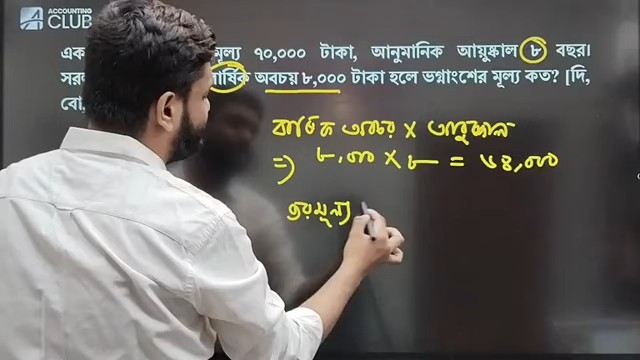 ACCOUNTING
CLUB
এক মূল্য ৭০,০০০ টাকা, আনুমানিক আয়ুষ্কাল ৮ বছর।
সরল বার্ষিক অবচয় ৮,০০০ টাকা হলে ভগ্নাংশের মূল্য কত? [দি,
বো,
বার্ষিক অবচয় × আয়ুষ্কাল
=> ৮,০০০ × ৮ = ৬৪,০০০
ক্রয়মূল্য